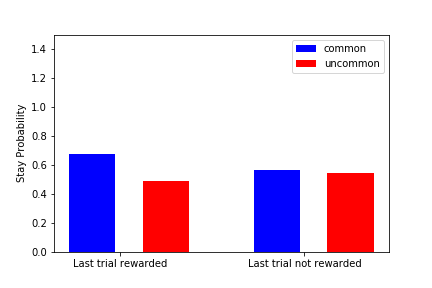 1.4
1.2
1.0
0.8
0.6
0.4
0.2
0.0
Stay Probability
common
uncommon
Last trial rewarded
Last trial not rewarded